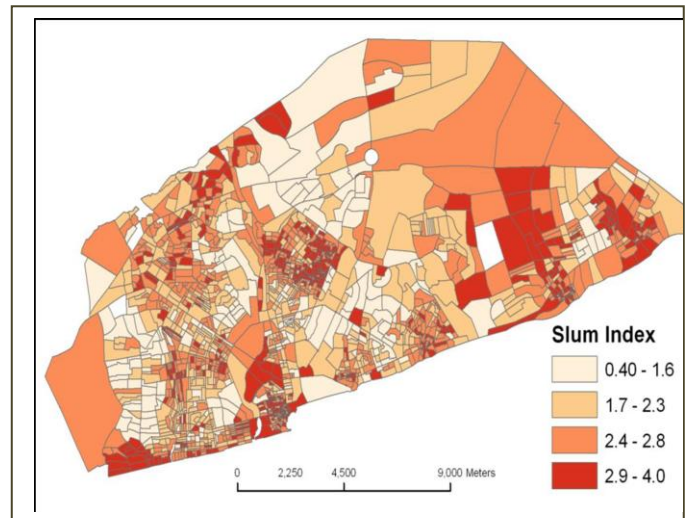 Slum Index
0.40 - 1.6
1.7 - 2.3
2.4 - 2.8
2.9 - 4.0
0 2,250 4,500 9,000 Meters